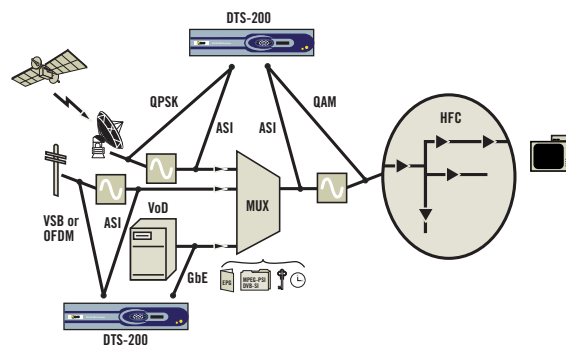 DTS-200
QPSK
ASI
ASI
QAM
HFC
VSB or
OFDM
ASI
VoD
MUX
GbE
EPG
MPEG-PSI
DVB-SI
DTS-200